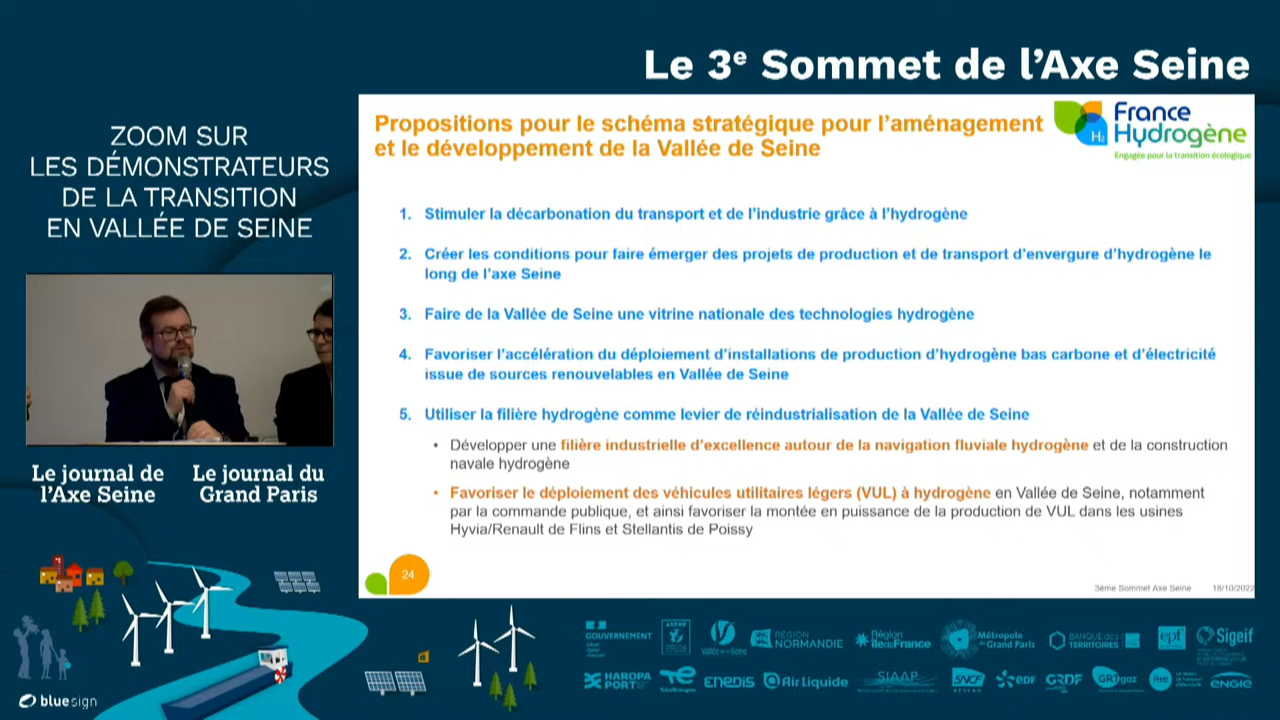 Le 3e Sommet de l'Axe Seine
ZOOM SUR
LES DÉMONSTRATEURS
DE LA TRANSITION
EN VALLÉE DE SEINE
Le journal de
l'Axe Seine
Le journal du
Grand Paris
Propositions pour le schéma stratégique pour l'aménagement
et le développement de la Vallée de Seine
France
Hydrogène
H2
Engagée pour la transition écologique
1. Stimuler la décarbonation du transport et de l'industrie grâce à l'hydrogène
2. Créer les conditions pour faire émerger des projets de production et de transport d'envergure d'hydrogène le
long de l'axe Seine
3. Faire de la Vallée de Seine une vitrine nationale des technologies hydrogène
4. Favoriser l'accélération du déploiement d'installations de production d'hydrogène bas carbone et d'électricité
issue de sources renouvelables en Vallée de Seine
5. Utiliser la filière hydrogène comme levier de réindustrialisation de la Vallée de Seine
• Développer une filière industrielle d'excellence autour de la navigation fluviale hydrogène et de la construction
navale hydrogène
• Favoriser le déploiement des véhicules utilitaires légers (VUL) à hydrogène en Vallée de Seine, notamment
par la commande publique, et ainsi favoriser la montée en puissance de la production de VUL dans les usines
Hyvia/Renault de Flins et Stellantis de Poissy
24
3ème Sommet Axe Seine 18/10/2022
bluesign
GOUVERNEMENT
Vallée de la Seine
RÉGION
NORMANDIE
Région
îledeFrance
Métropole
du Grand Paris
BANQUE des
TERRITOIRES
epf
Sigeif
HAROPA
PORT
TotalEnergies
ENEDIS
Air Liquide
SIAAP
SNCF
RÉSEAU
eDF
GRDF
GRTgaz
Rte
ENGIE